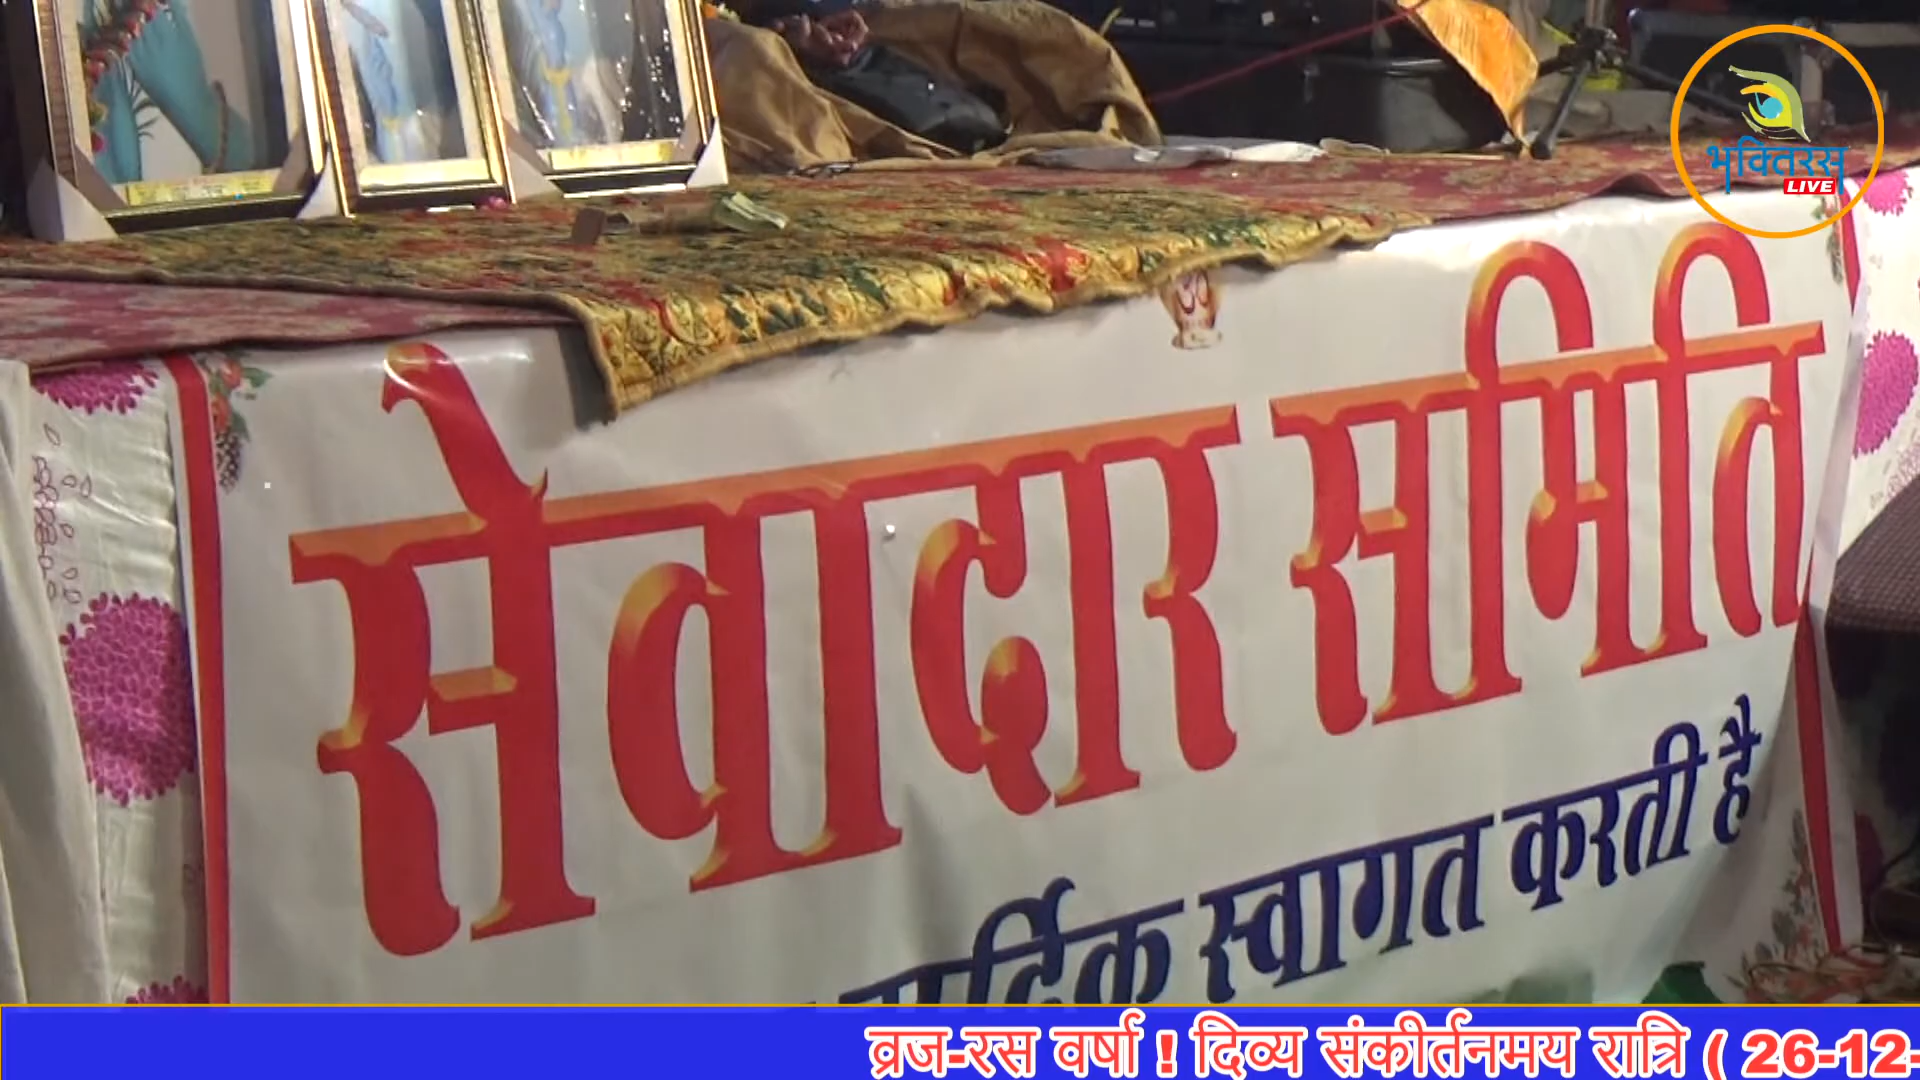 भक्तिरस
LIVE
सेवादार समिति
हार्दिक स्वागत करती है
व्रज-रस वर्षा ! दिव्य संकीर्तनमय रात्रि ( 26-12-